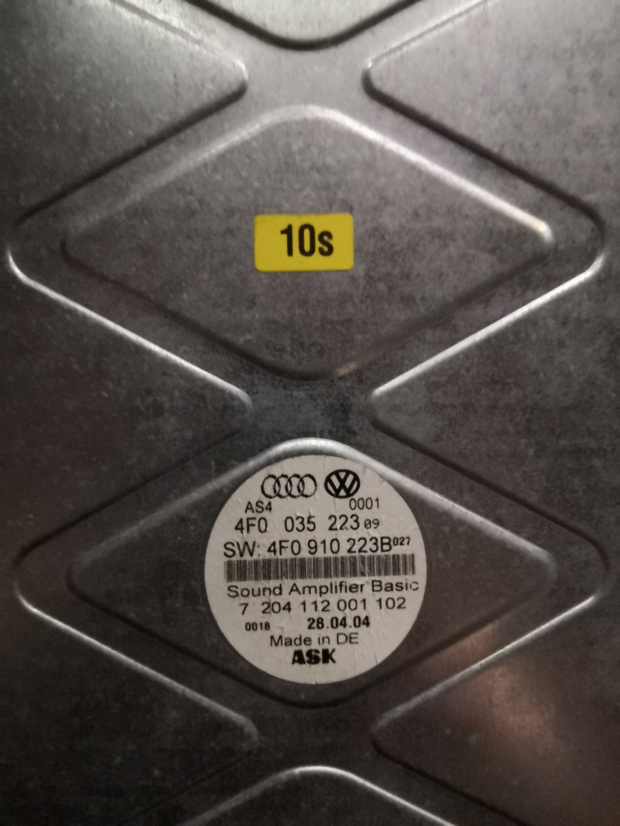 10s
AS4 0001
4F0 035 223 09
SW: 4F0 910 223B 027
Sound Amplifier Basic
7 204 112 001 102
0018 28.04.04
Made in DE
ASK